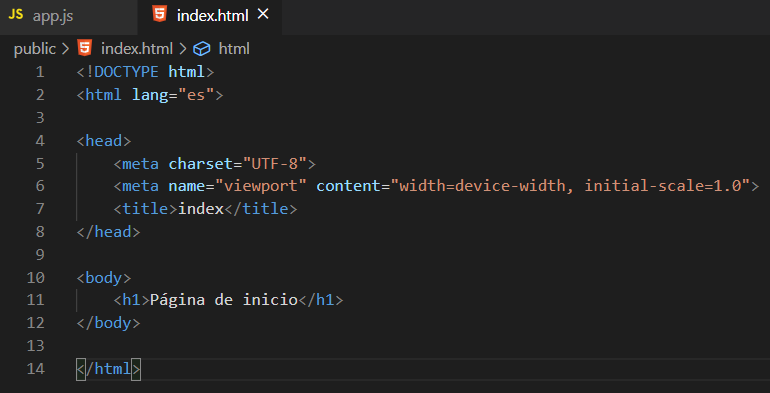 JS app.js index.html ×
public > index.html > html
1 <!DOCTYPE html>
2 <html lang="es">
3
4 <head>
5 <meta charset="UTF-8">
6 <meta name="viewport" content="width=device-width, initial-scale=1.0">
7 <title>index</title>
8 </head>
9
10 <body>
11 <h1>Página de inicio</h1>
12 </body>
13
14 </html>